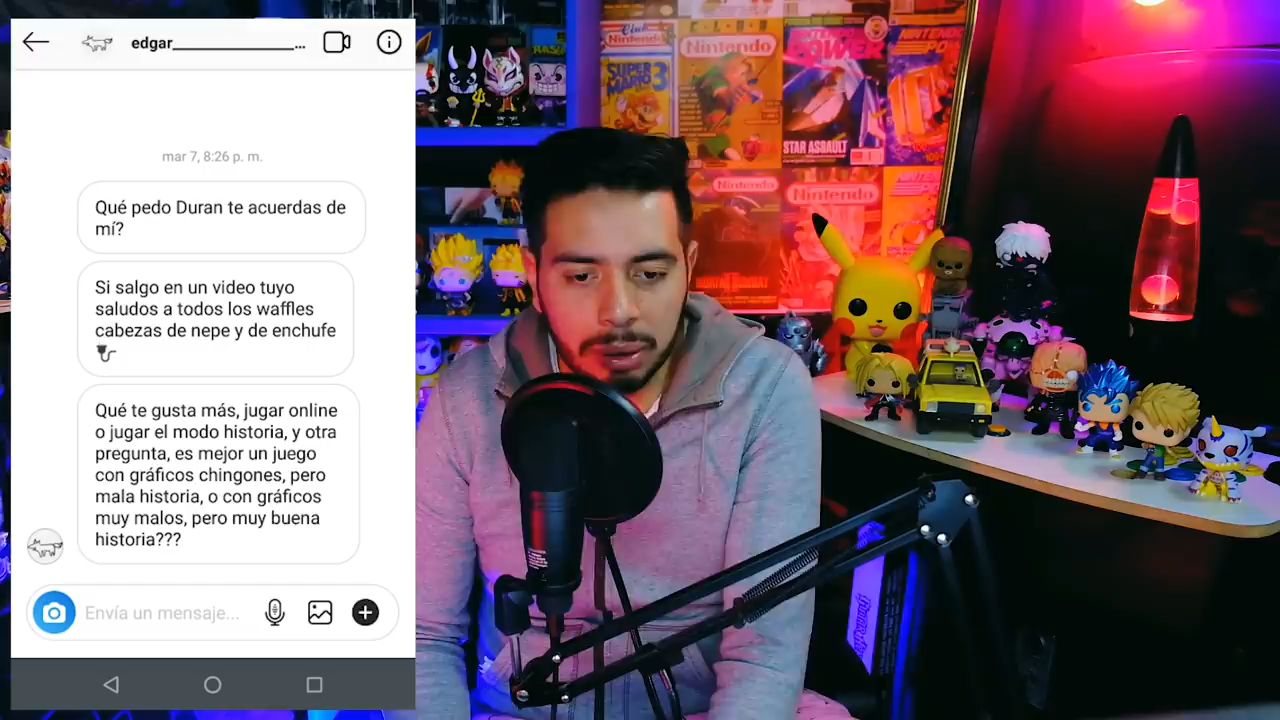 edgar_______________...
mar 7, 8:26 p. m.
Qué pedo Duran te acuerdas de
mí?
Si salgo en un video tuyo
saludos a todos los waffles
cabezas de nepe y de enchufe
Qué te gusta más, jugar online
o jugar el modo historia, y otra
pregunta, es mejor un juego
con gráficos chingones, pero
mala historia, o con gráficos
muy malos, pero muy buena
historia???
Envía un mensaje...
Club
Nintendo
SUPER
MARIO
3
CLUB
Nintendo
POWER
STAR ASSAULT
NINTENDO
Nintendo
Nintendo